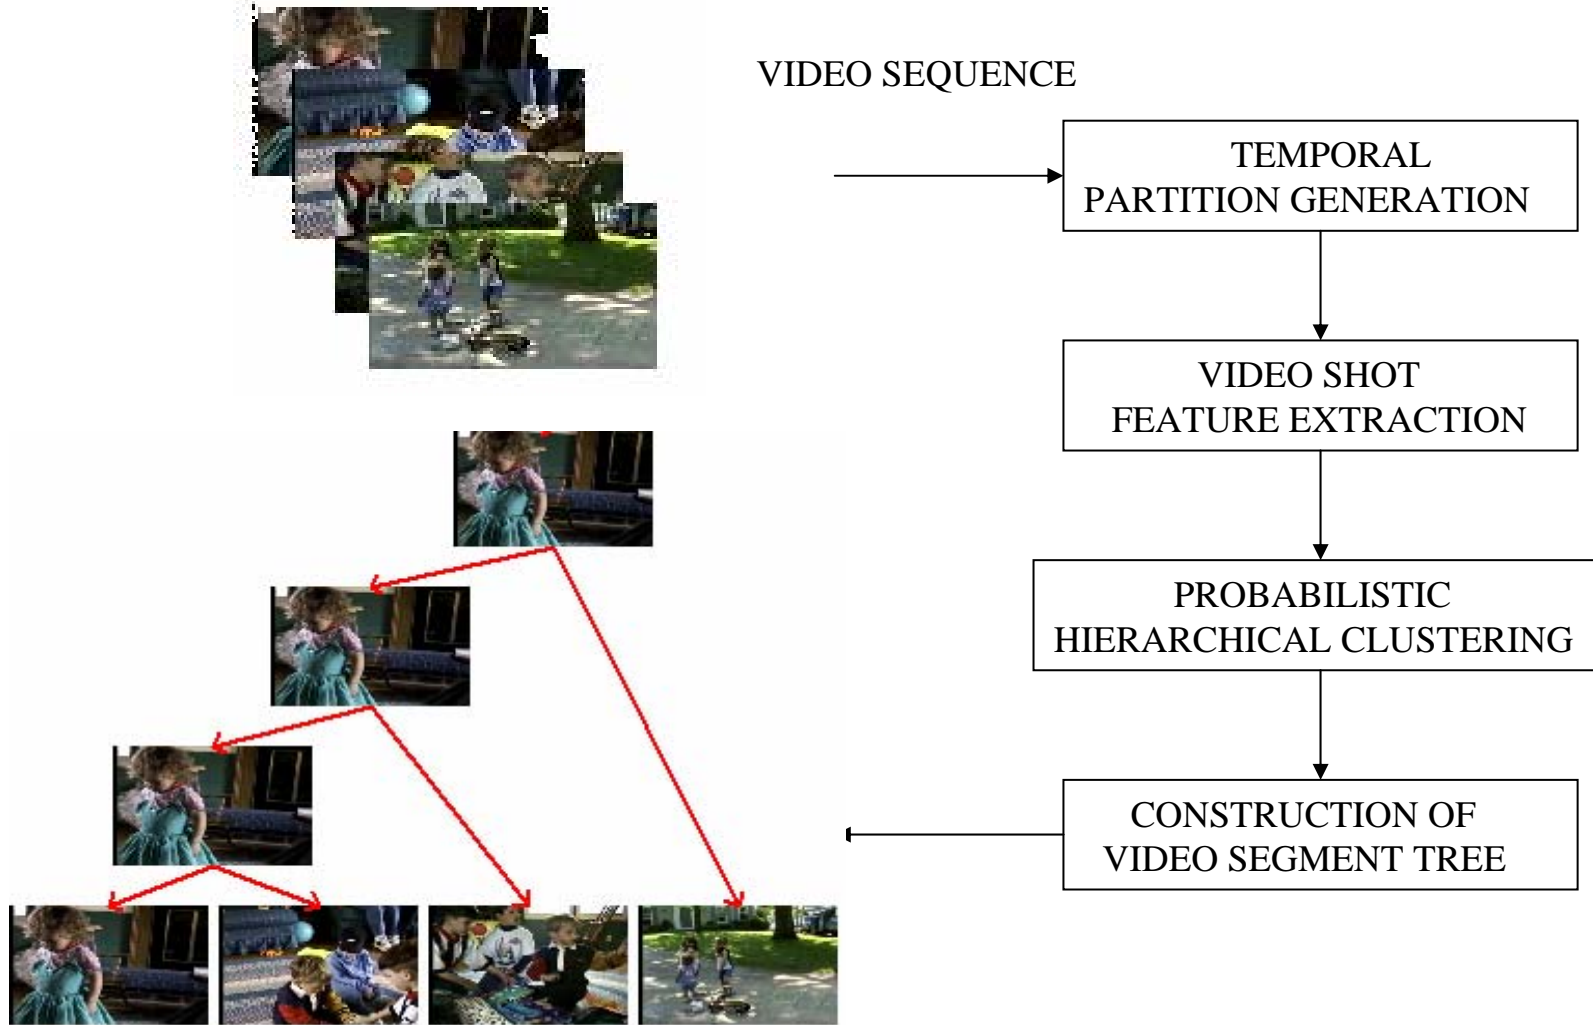 VIDEO SEQUENCE
TEMPORAL
PARTITION GENERATION
VIDEO SHOT
FEATURE EXTRACTION
PROBABILISTIC
HIERARCHICAL CLUSTERING
CONSTRUCTION OF
VIDEO SEGMENT TREE